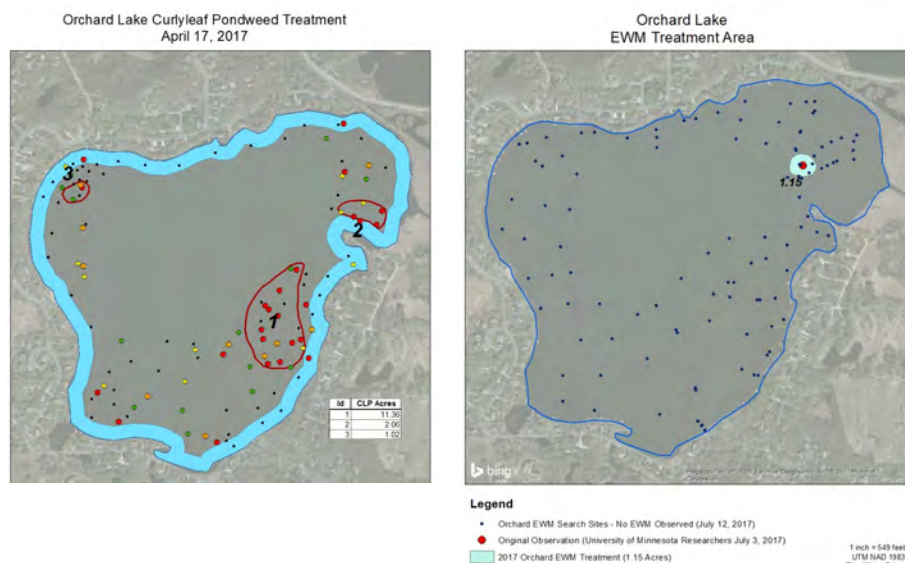 Orchard Lake Curlyleaf Pondweed Treatment
April 17, 2017
3
2
1
Id CLP Acres
1 11.36
2 2.06
3 1.02
Orchard Lake
EWM Treatment Area
1.15
bing
Legend
Orchard EWM Search Sites - No EWM Observed (July 12, 2017)
Original Observation (University of Minnesota Researchers July 3, 2017)
2017 Orchard EWM Treatment (1.15 Acres)
1 inch = 549 feet
UTM NAD 1983